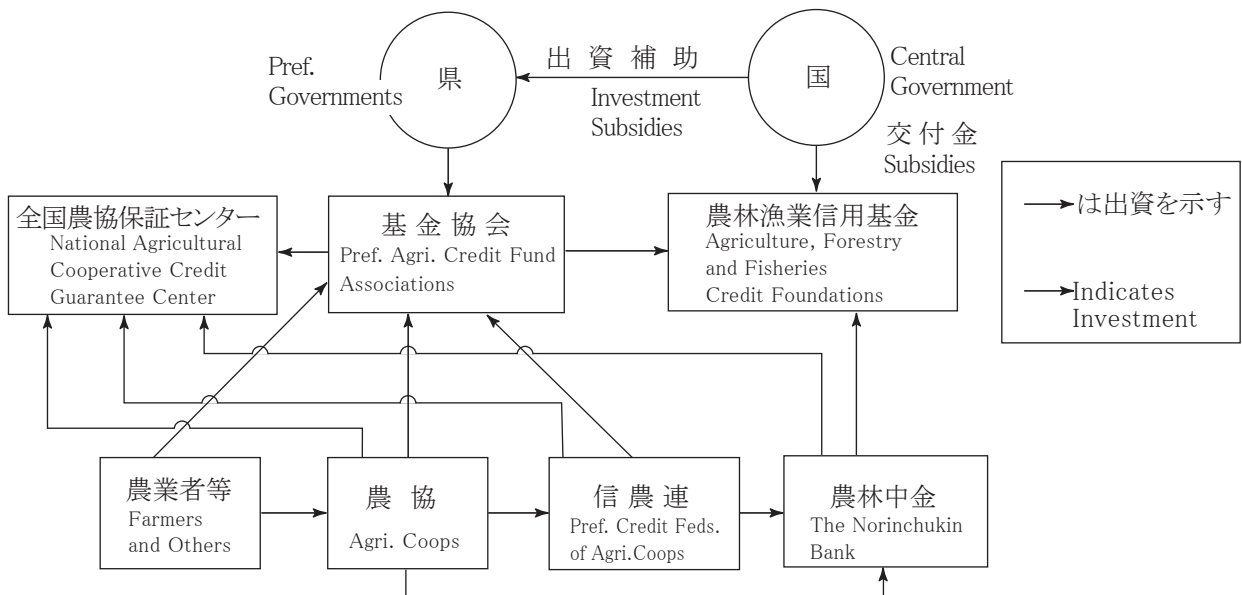 Pref.
Governments
県
出資補助
Investment
Subsidies
国
Central
Government
交付金
Subsidies
全国農協保証センター
National Agricultural
Cooperative Credit
Guarantee Center
基金協会
Pref. Agri. Credit Fund
Associations
農林漁業信用基金
Agriculture, Forestry
and Fisheries
Credit Foundations
は出資を示す
Indicates
Investment
農業者等
Farmers
and Others
農協
Agri. Coops
信農連
Pref. Credit Feds.
of Agri.Coops
農林中金
The Norinchukin
Bank